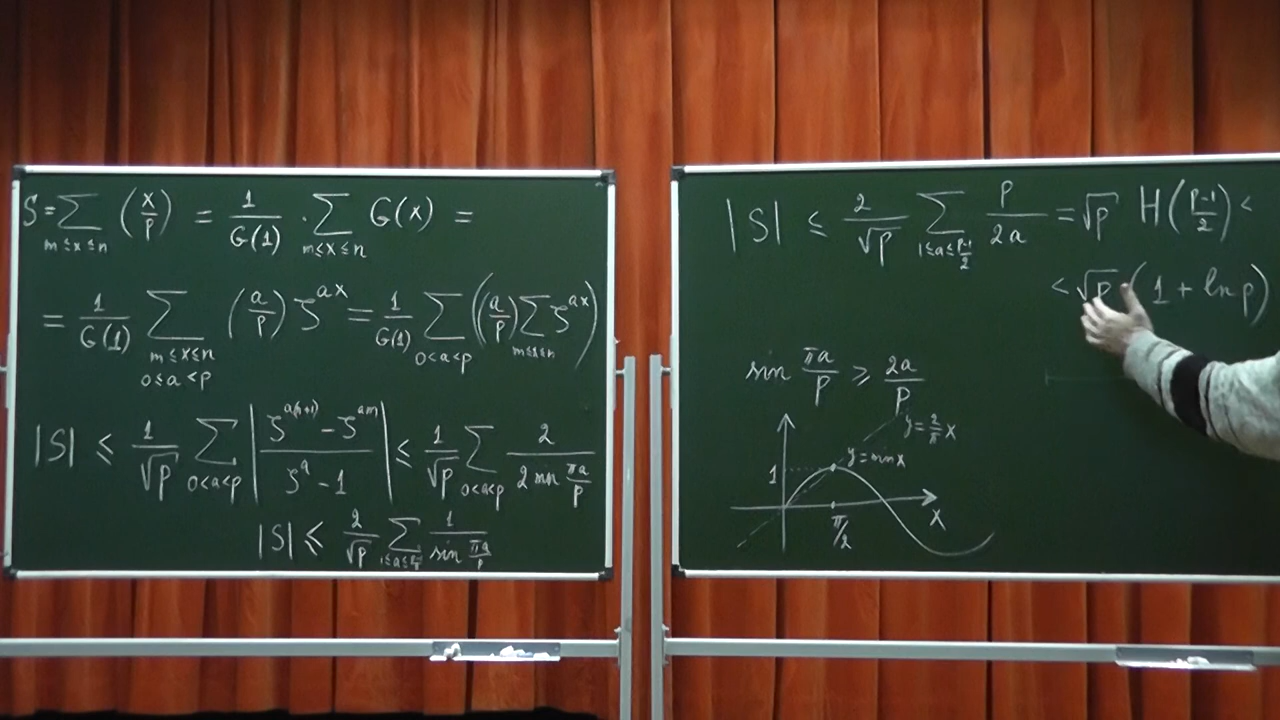 S = ∑_{m≤x≤n} (x/p) = 1/G(1) · ∑_{m≤x≤n} G(x) =
= 1/G(1) ∑_{m≤x≤n, 0≤a<p} (a/p) ζ^{ax} = 1/G(1) ∑_{0<a<p} ((a/p) ∑_{m≤x≤n} ζ^{ax})
|S| ≤ 1/√p ∑_{0<a<p} |(ζ^{a(n+1)} - ζ^{am})/(ζ^a - 1)| ≤ 1/√p ∑_{0<a<p} 2/(2 sin πa/p)
|S| ≤ 2/√p ∑_{1≤a≤(p-1)/2} 1/(sin πa/p)
|S| ≤ 2/√p ∑_{1≤a≤(p-1)/2} p/2a = √p H((p-1)/2) <
< √p (1 + ln p)
sin πa/p ≥ 2a/p
y = 2/π x
y = sin x
1
π/2
x